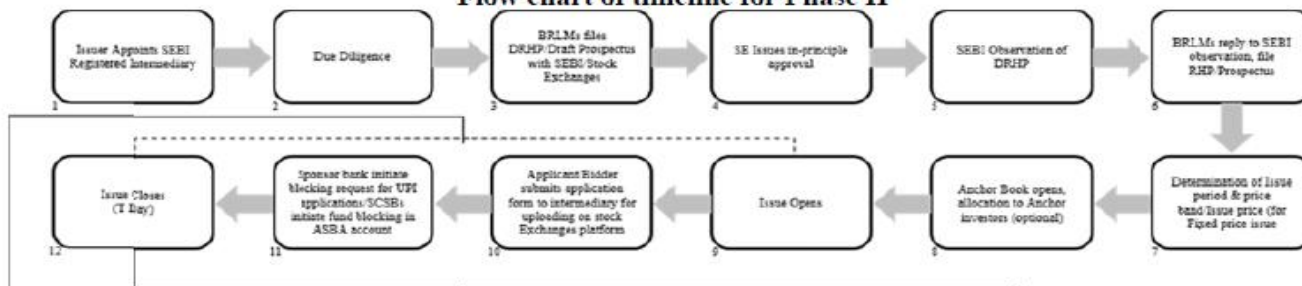 Flow chart of timeline for Phase II
Issuer Appoints SEBI
Registered Intermediary
1
Due Diligence
2
BRLMs files
DRHP/Draft Prospectus
with SEBI/Stock
Exchanges
3
SE Issues in-principle
approval
4
SEBI Observation of
DRHP
5
BRLMs reply to SEBI
observation, file
RHP/Prospectus
6
Issue Closes
(T Day)
12
Sponsor bank initiate
blocking request for UPI
applications/SCSBs
initiate fund blocking in
ASBA account
11
Applicant Bidder
submits application
form to intermediary for
uploading on stock
Exchanges platform
10
Issue Opens
9
Anchor Book opens,
allocation to Anchor
investors (optional)
8
Determination of Issue
period & price
band/Issue price (for
Fixed price issue
7